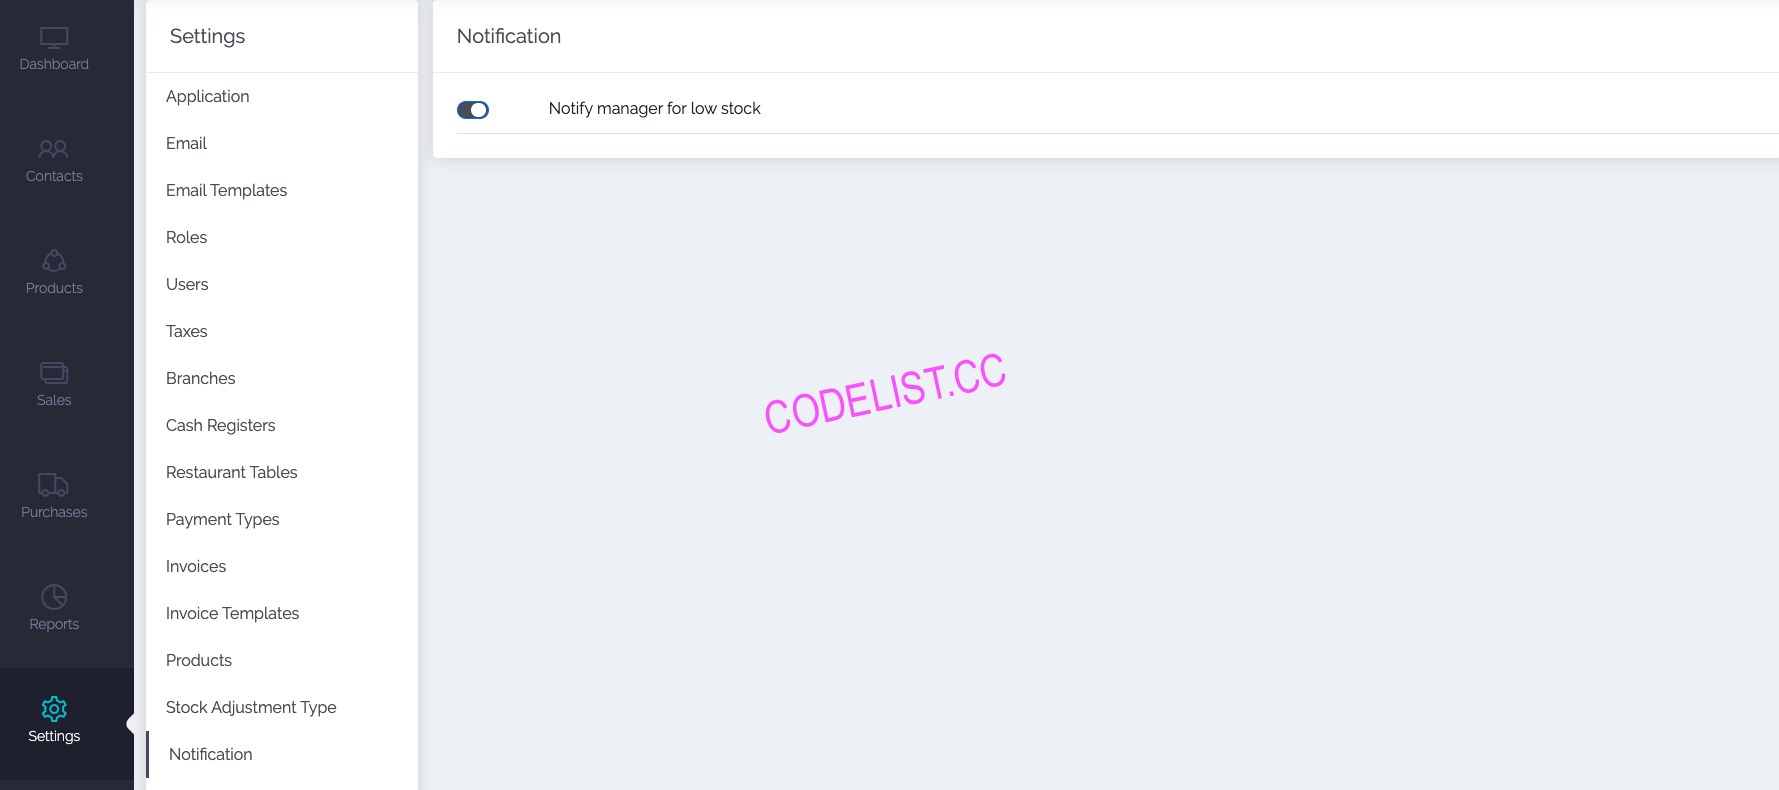 Dashboard
Contacts
Products
Sales
Purchases
Reports
Settings
Settings
Application
Email
Email Templates
Roles
Users
Taxes
Branches
Cash Registers
Restaurant Tables
Payment Types
Invoices
Invoice Templates
Products
Stock Adjustment Type
Notification
Notification
Notify manager for low stock
CODELIST.CC